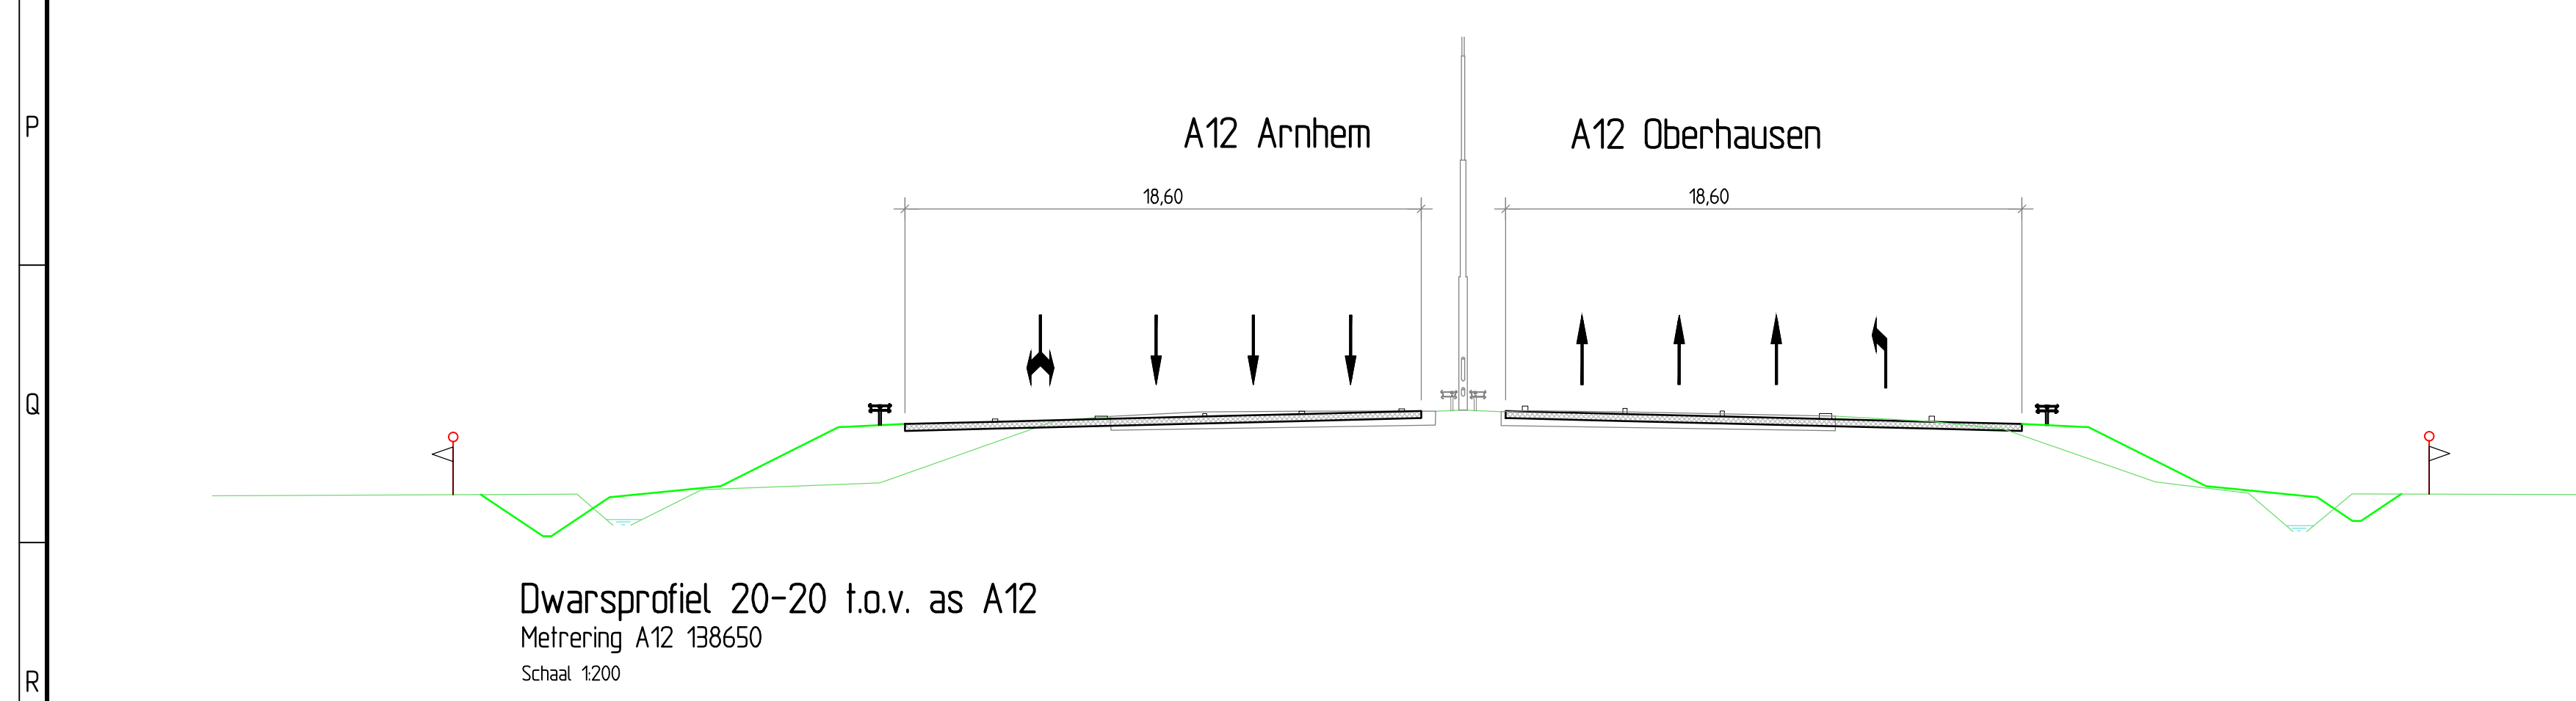 P
A12 Arnhem
A12 Oberhausen
18,60
18,60
Q
Dwarsprofiel 20-20 t.o.v. as A12
Metrering A12 138650
Schaal 1:200
R